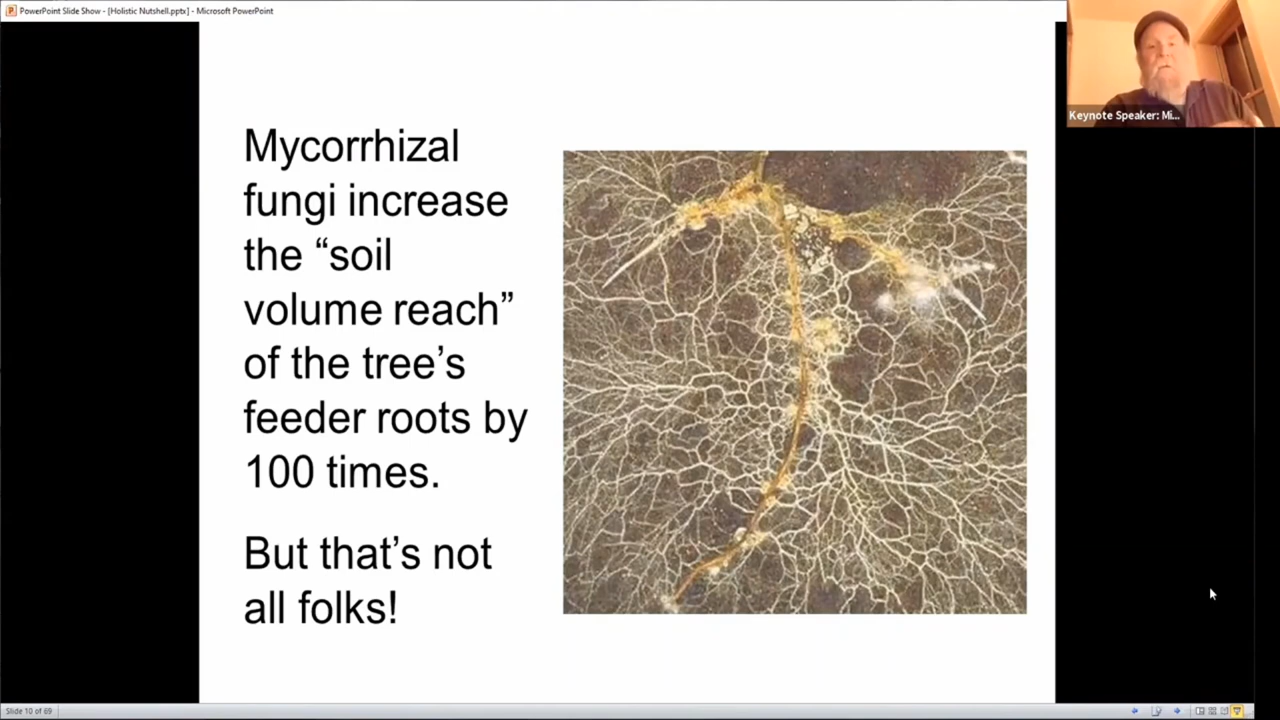 PowerPoint Slide Show - [Holistic Nutshell.pptx] - Microsoft PowerPoint
Keynote Speaker: Mi...
Mycorrhizal
fungi increase
the “soil
volume reach”
of the tree’s
feeder roots by
100 times.
But that’s not
all folks!
Slide 10 of 69